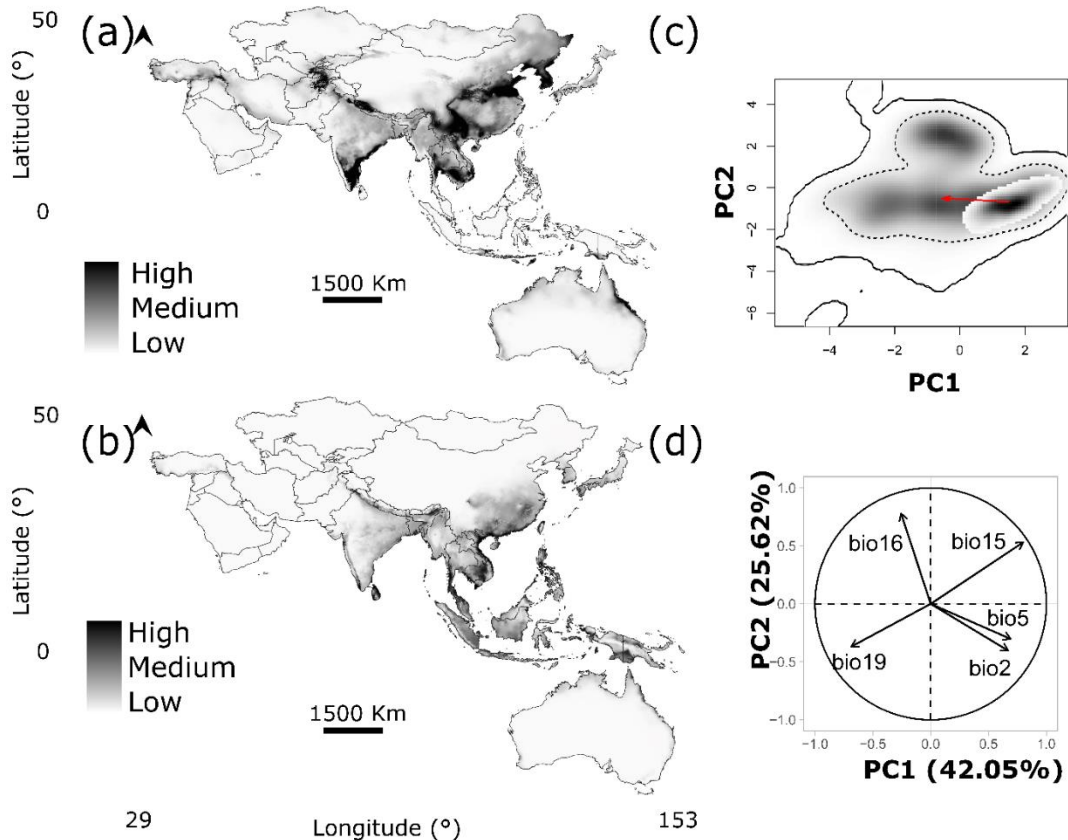 50
(a)
Latitude (°)
0
High
Medium
Low
1500 Km
(c)
4
2
0
−2
−4
−6
PC2
−4
−2
0
2
PC1
50
(b)
Latitude (°)
0
High
Medium
Low
1500 Km
29
Longitude (°)
153
(d)
PC2 (25.62%)
1.0
0.5
0.0
−0.5
−1.0
bio16
bio15
bio5
bio19
bio2
−1.0
−0.5
0.0
0.5
1.0
PC1 (42.05%)